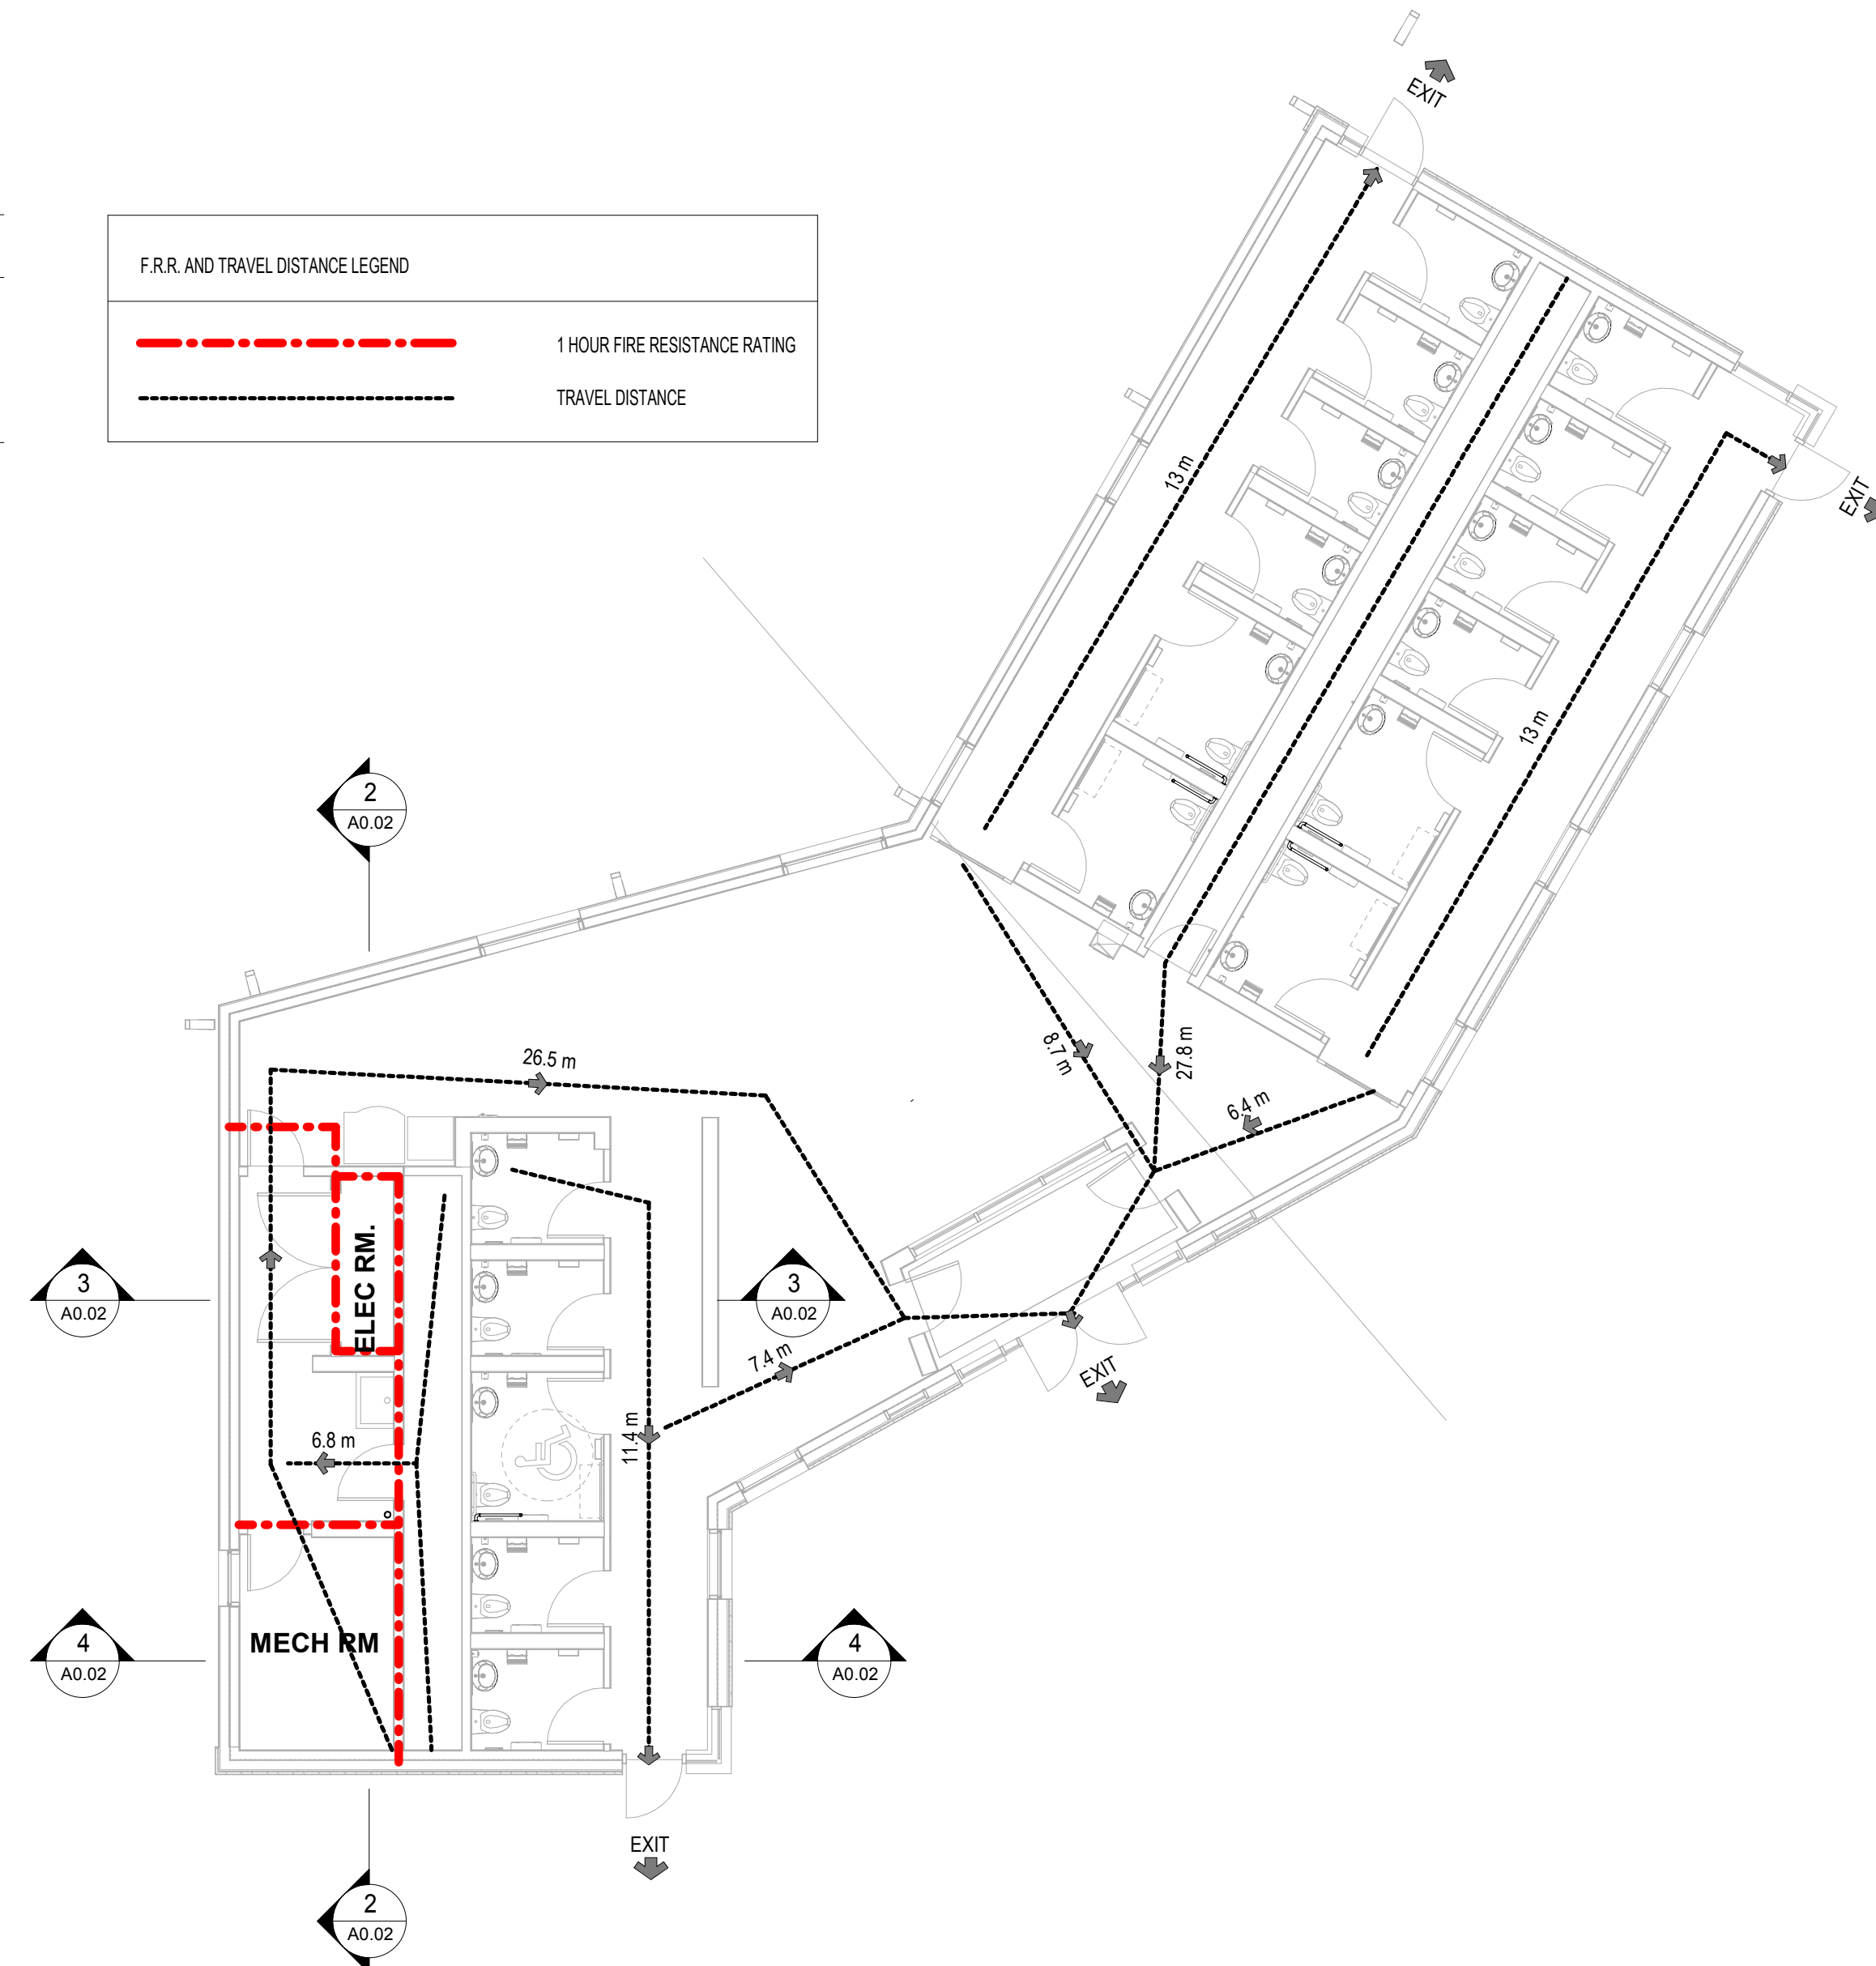 EXIT
F.R.R. AND TRAVEL DISTANCE LEGEND
1 HOUR FIRE RESISTANCE RATING
TRAVEL DISTANCE
13 m
EXIT
13 m
2
A0.02
8.7 m
27.8 m
26.5 m
6.4 m
ELEC RM.
3
A0.02
3
A0.02
7.4 m
EXIT
11.4 m
6.8 m
MECH RM
4
A0.02
4
A0.02
EXIT
2
A0.02